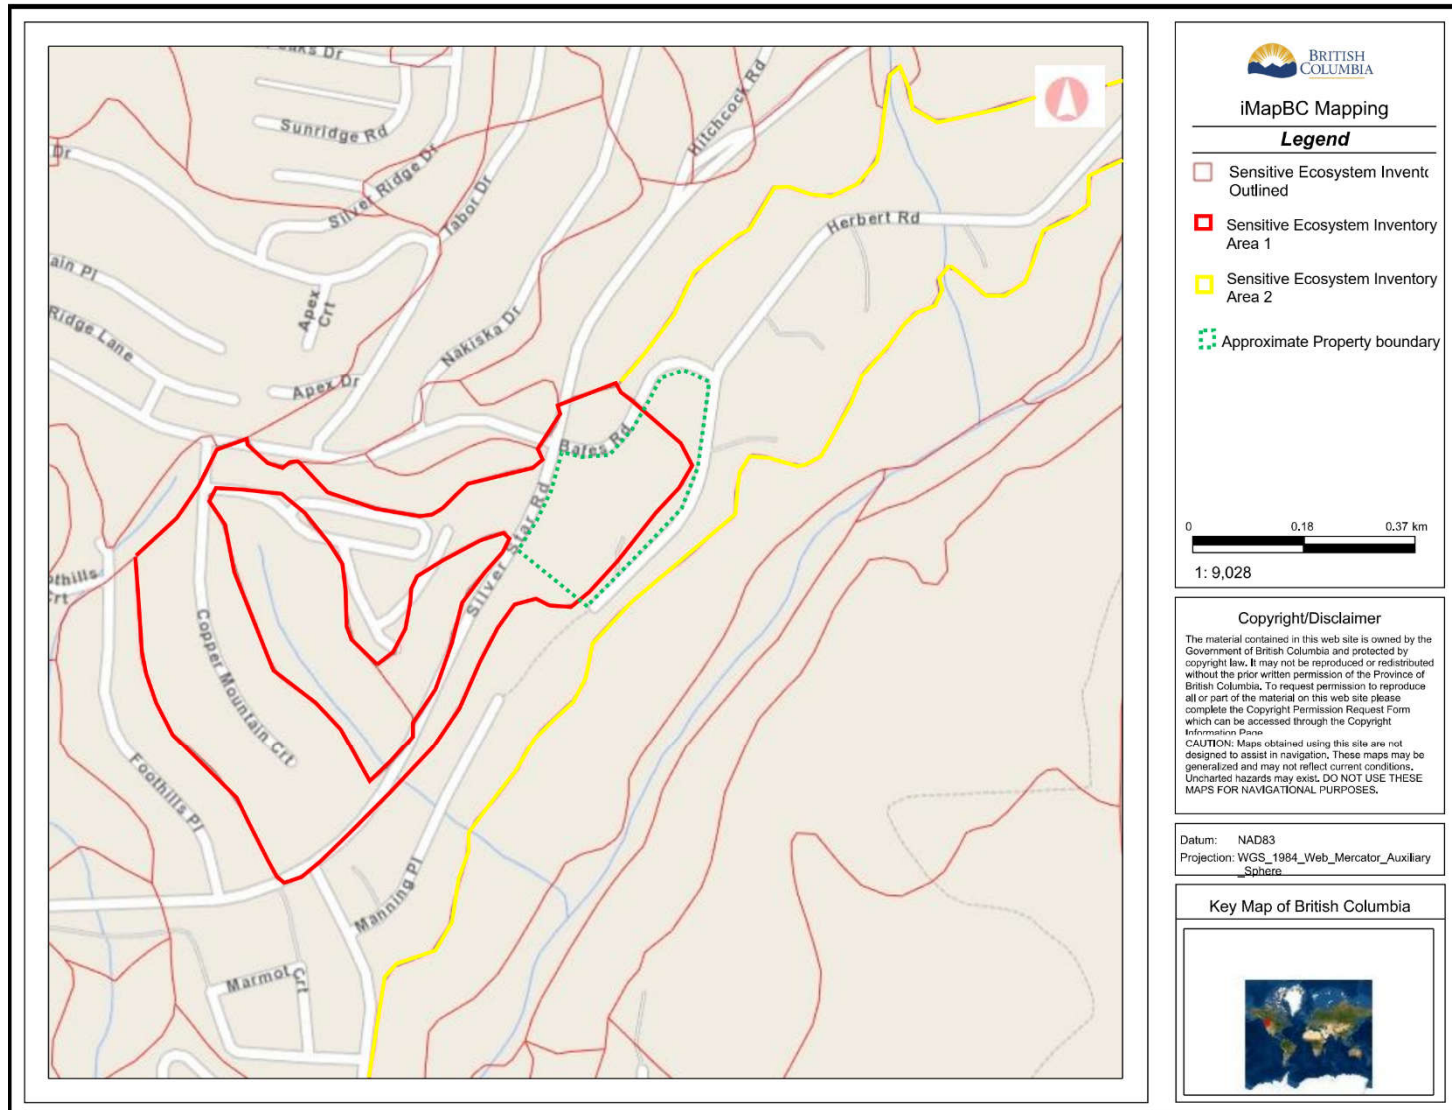 Sunridge Rd
Hitchcock Rd
Dr
Silver Ridge Dr
Tabor Dr
Herbert Rd
ain Pl
Apex
Crt
Ridge Lane
Nakiska Dr
Apex Dr
Bates Rd
Silver Star Rd
othills
Crt
Copper Mountain Crt
Foothills Pl
Manning Pl
Marmot Crt
BRITISH
COLUMBIA
iMapBC Mapping
Legend
Sensitive Ecosystem Invento
Outlined
Sensitive Ecosystem Inventory
Area 1
Sensitive Ecosystem Inventory
Area 2
Approximate Property boundary
0 0.18 0.37 km
1: 9,028
Copyright/Disclaimer
The material contained in this web site is owned by the
Government of British Columbia and protected by
copyright law. It may not be reproduced or redistributed
without the prior written permission of the Province of
British Columbia. To request permission to reproduce
all or part of the material on this web site please
complete the Copyright Permission Request Form
which can be accessed through the Copyright
Information Page
CAUTION: Maps obtained using this site are not
designed to assist in navigation. These maps may be
generalized and may not reflect current conditions.
Uncharted hazards may exist. DO NOT USE THESE
MAPS FOR NAVIGATIONAL PURPOSES.
Datum: NAD83
Projection: WGS_1984_Web_Mercator_Auxiliary
_Sphere
Key Map of British Columbia